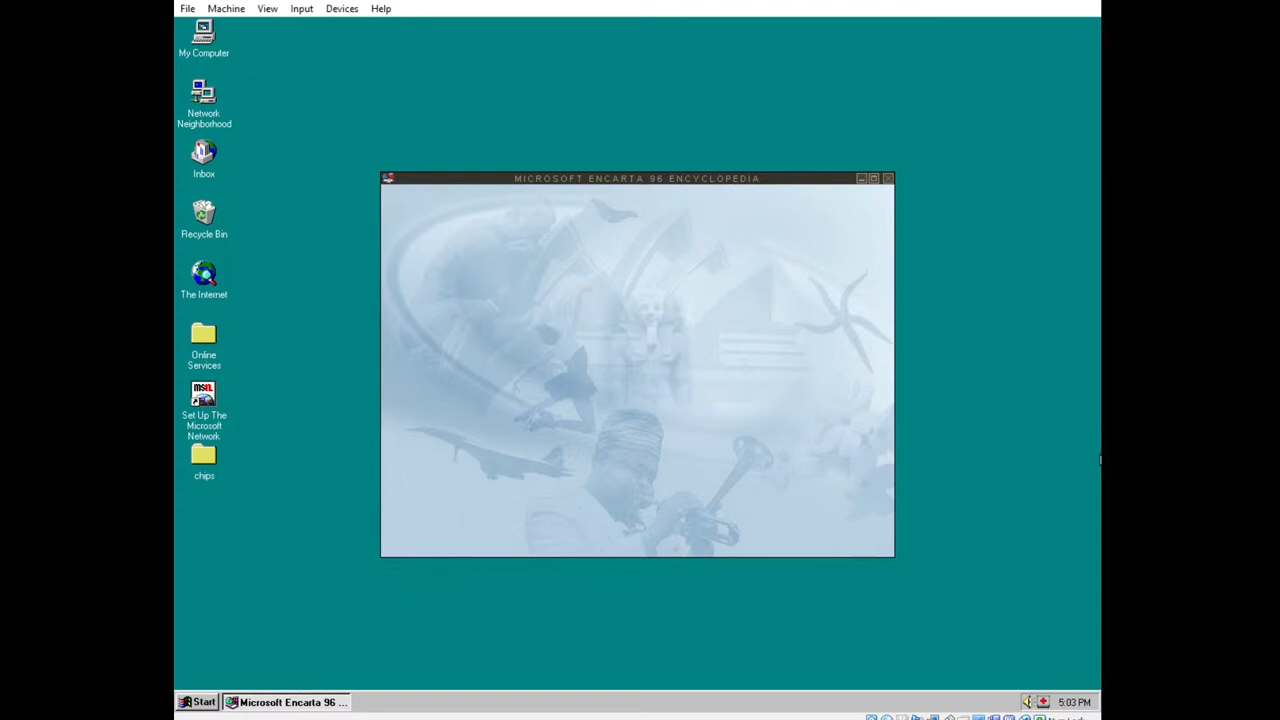 File Machine View Input Devices Help
My Computer
Network
Neighborhood
Inbox
Recycle Bin
The Internet
Online
Services
msn
Set Up The
Microsoft
Network
chips
MICROSOFT ENCARTA 96 ENCYCLOPEDIA
Start Microsoft Encarta 96 ... 5:03 PM